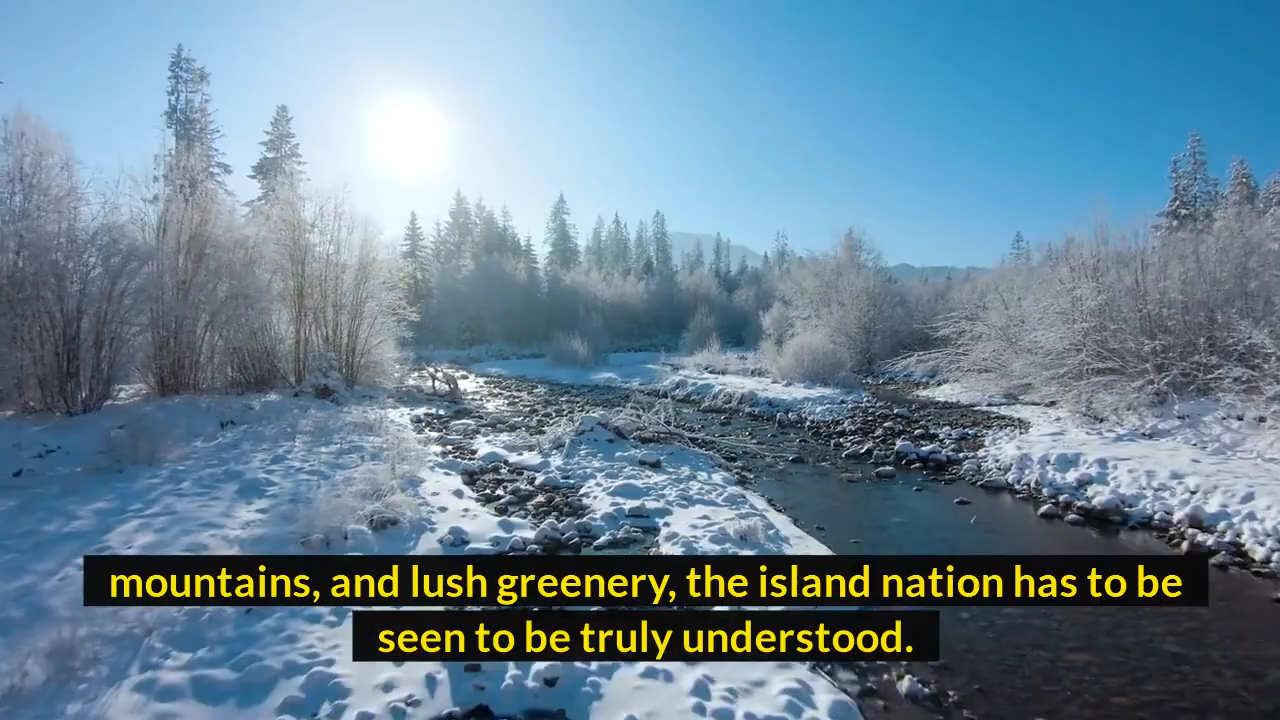 mountains, and lush greenery, the island nation has to be
seen to be truly understood.